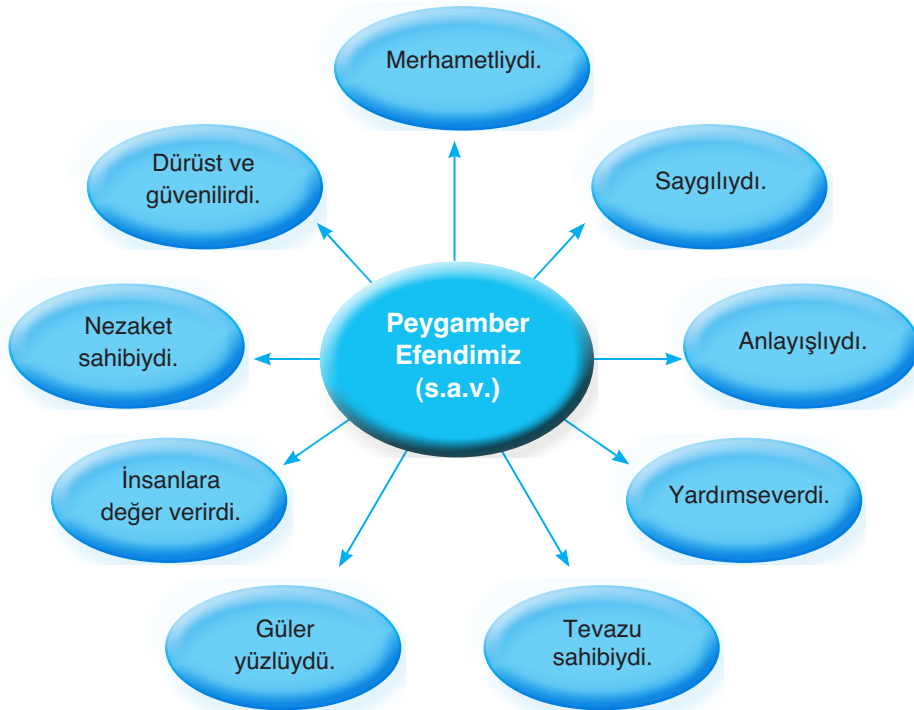 Merhametliydi.
Dürüst ve
güvenilirdi.
Saygılıydı.
Peygamber
Efendimiz
(s.a.v.)
Nezaket
sahibiydi.
Anlayışlıydı.
İnsanlara
değer verirdi.
Yardımseverdi.
Güler
yüzlüydü.
Tevazu
sahibiydi.